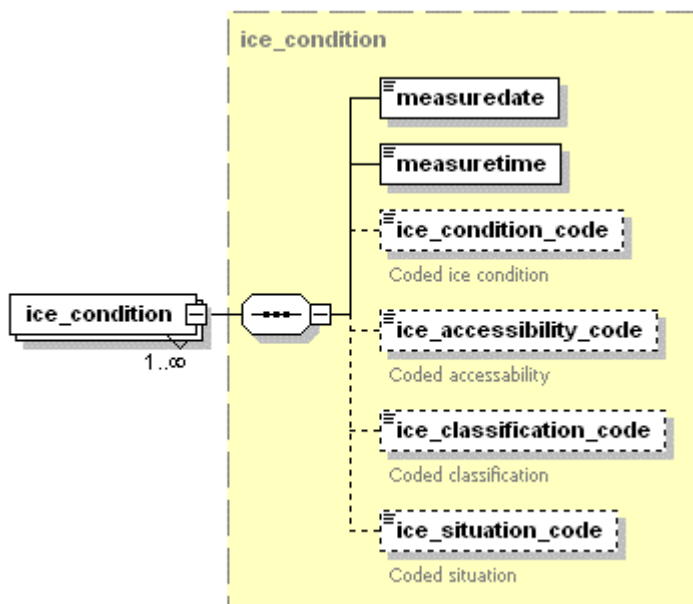 ice_condition
measuredate
measuretime
ice_condition_code
Coded ice condition
ice_condition
1..∞
ice_accessibility_code
Coded accessability
ice_classification_code
Coded classification
ice_situation_code
Coded situation